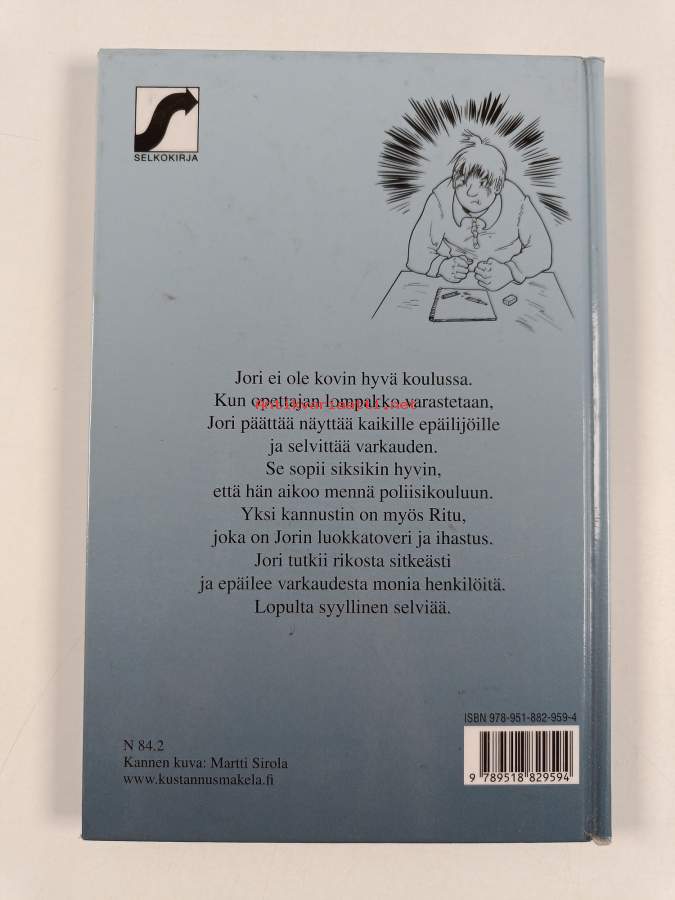 SELKOKIRJA
Jori ei ole kovin hyvä koulussa.
Kun opettajan lompakko varastetaan,
antikvariaatti.net
Jori päättää näyttää kaikille epäilijöille
ja selvittää varkauden.
Se sopii siksikin hyvin,
että hän aikoo mennä poliisikouluun.
Yksi kannustin on myös Ritu,
joka on Jorin luokkatoveri ja ihastus.
Jori tutkii rikosta sitkeästi
ja epäilee varkaudesta monia henkilöitä.
Lopulta syyllinen selviää.
ISBN 978-951-882-959-4
N 84.2
Kannen kuva: Martti Sirola
www.kustannusmakela.fi
9 789518 829594